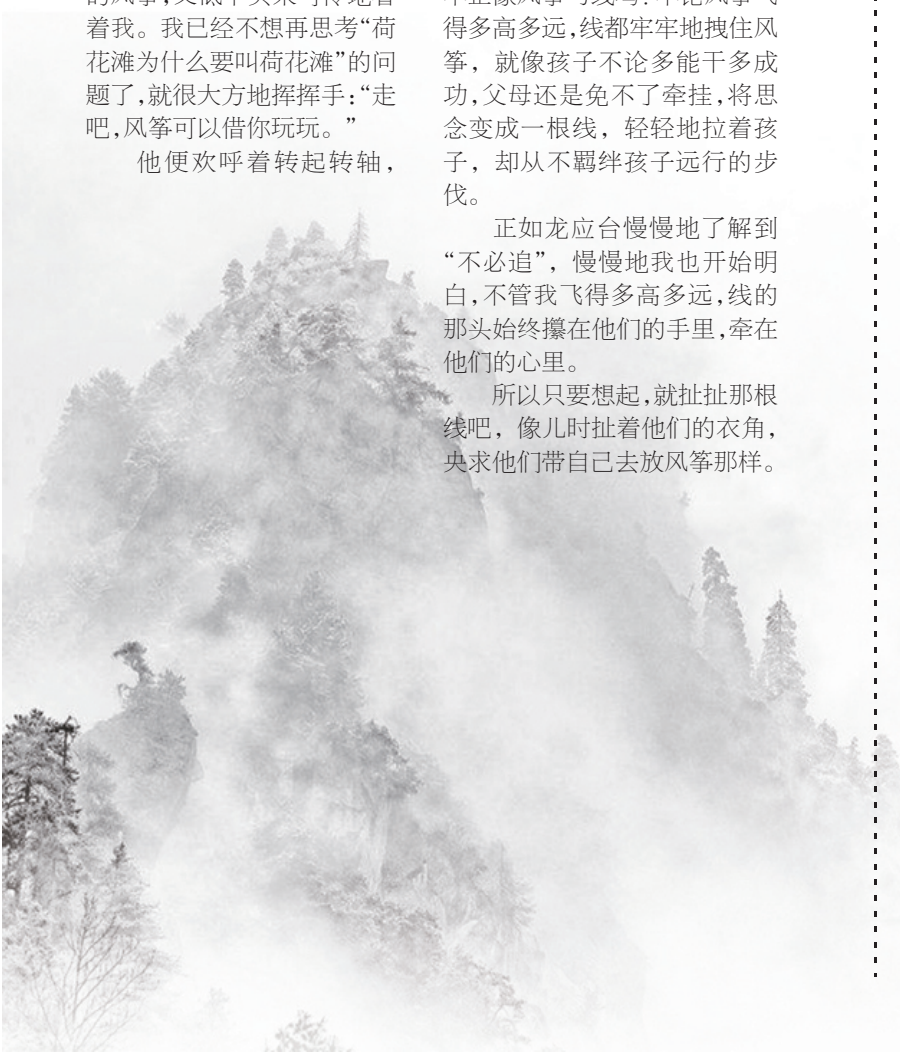 着我。我已经不想再思考“荷
花滩为什么要叫荷花滩”的问
题了，就很大方地挥挥手：“走
吧，风筝可以借你玩玩。”
他便欢呼着转起转轴，
得多高多远，线都牢牢地拽住风
筝，就像孩子不论多能干多成
功，父母还是免不了牵挂，将思
念变成一根线，轻轻地拉着孩
子，却从不羁绊孩子远行的步
伐。
正如龙应台慢慢地了解到
“不必追”，慢慢地我也开始明
白，不管我飞得多高多远，线的
那头始终攥在他们的手里，牵在
他们的心里。
所以只要想起，就扯扯那根
线吧，像儿时扯着他们的衣角，
央求他们带自己去放风筝那样。